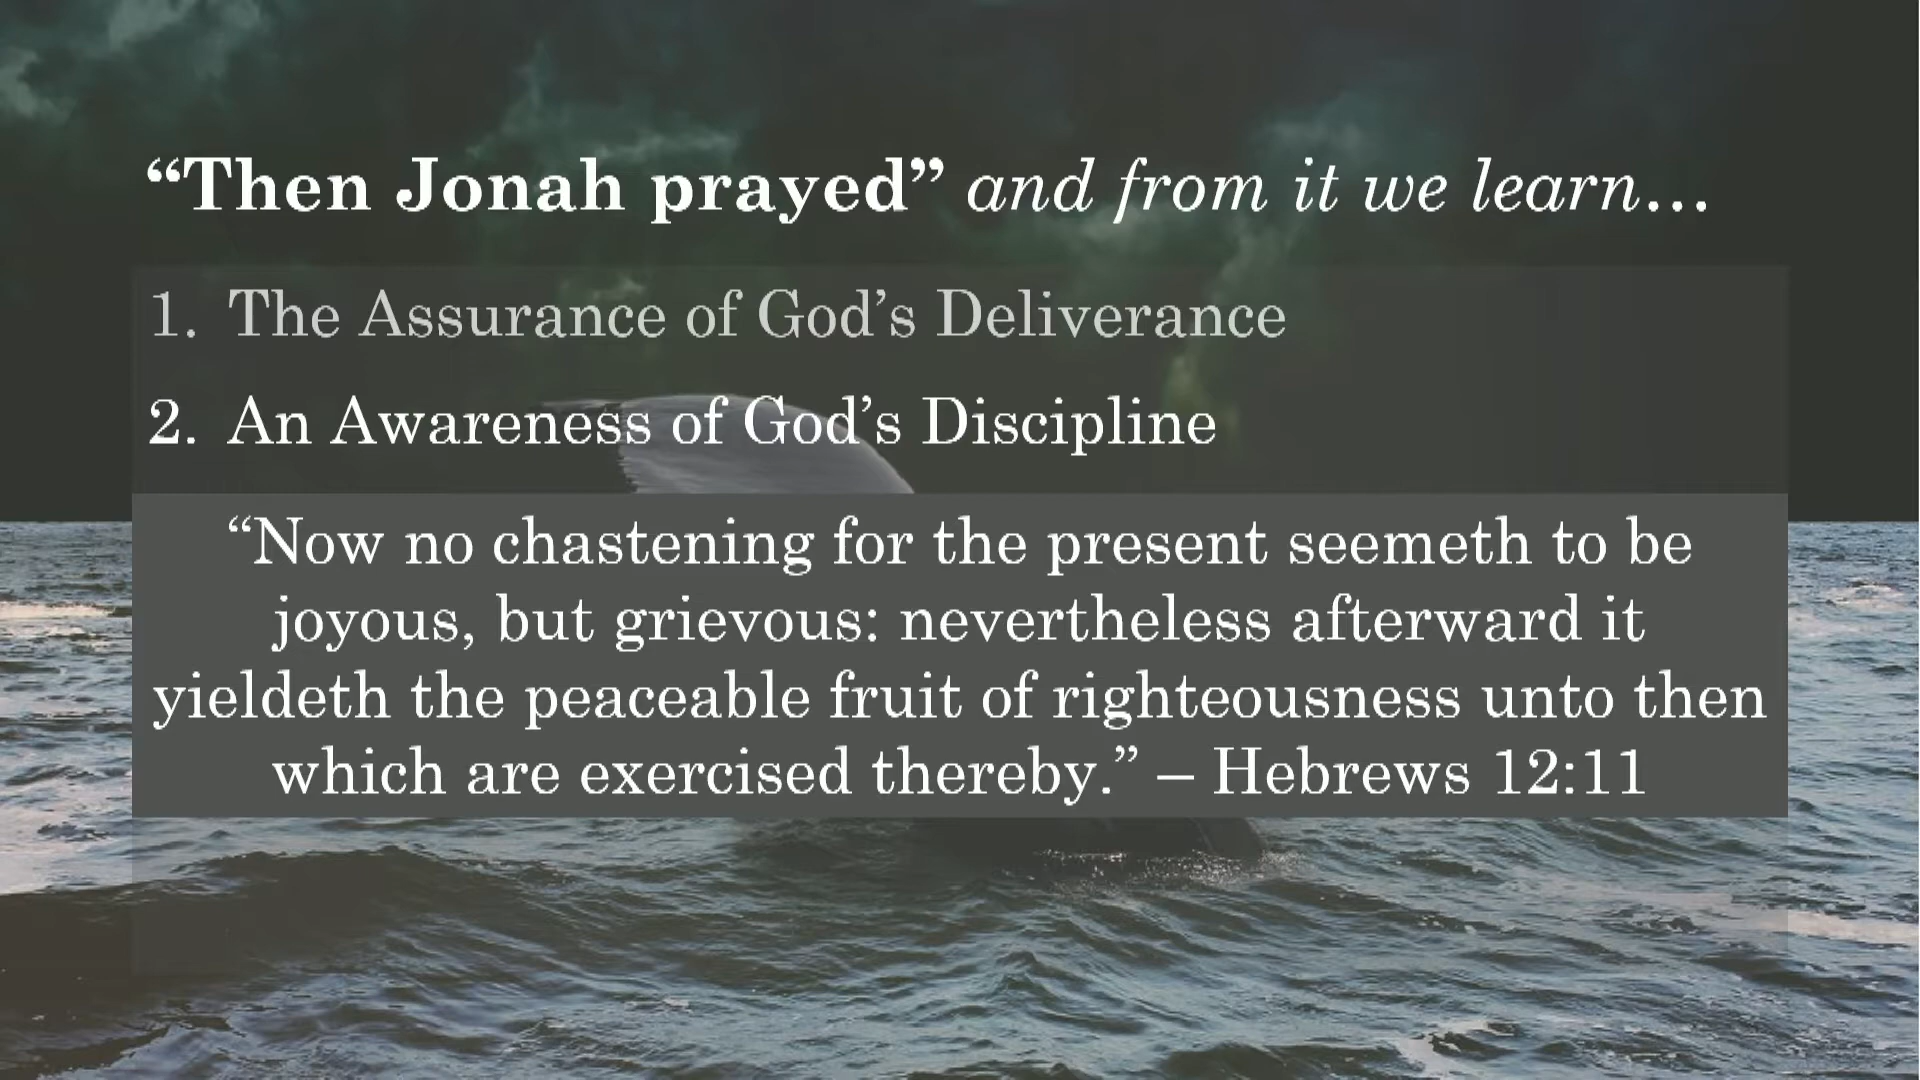 “Then Jonah prayed” and from it we learn…
1. The Assurance of God’s Deliverance
2. An Awareness of God’s Discipline
“Now no chastening for the present seemeth to be
joyous, but grievous: nevertheless afterward it
yieldeth the peaceable fruit of righteousness unto then
which are exercised thereby.” – Hebrews 12:11